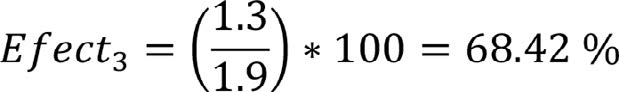 Efect₃ = (1.3/1.9) * 100 = 68.42 %